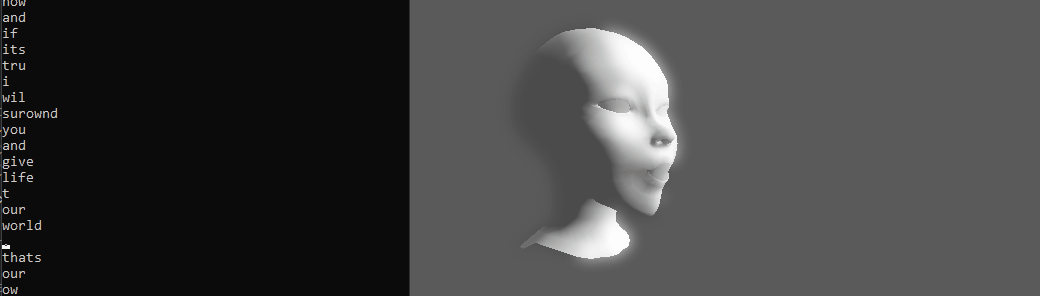 now
and
if
its
tru
i
wil
surownd
you
and
give
life
t
our
world
thats
our
ow